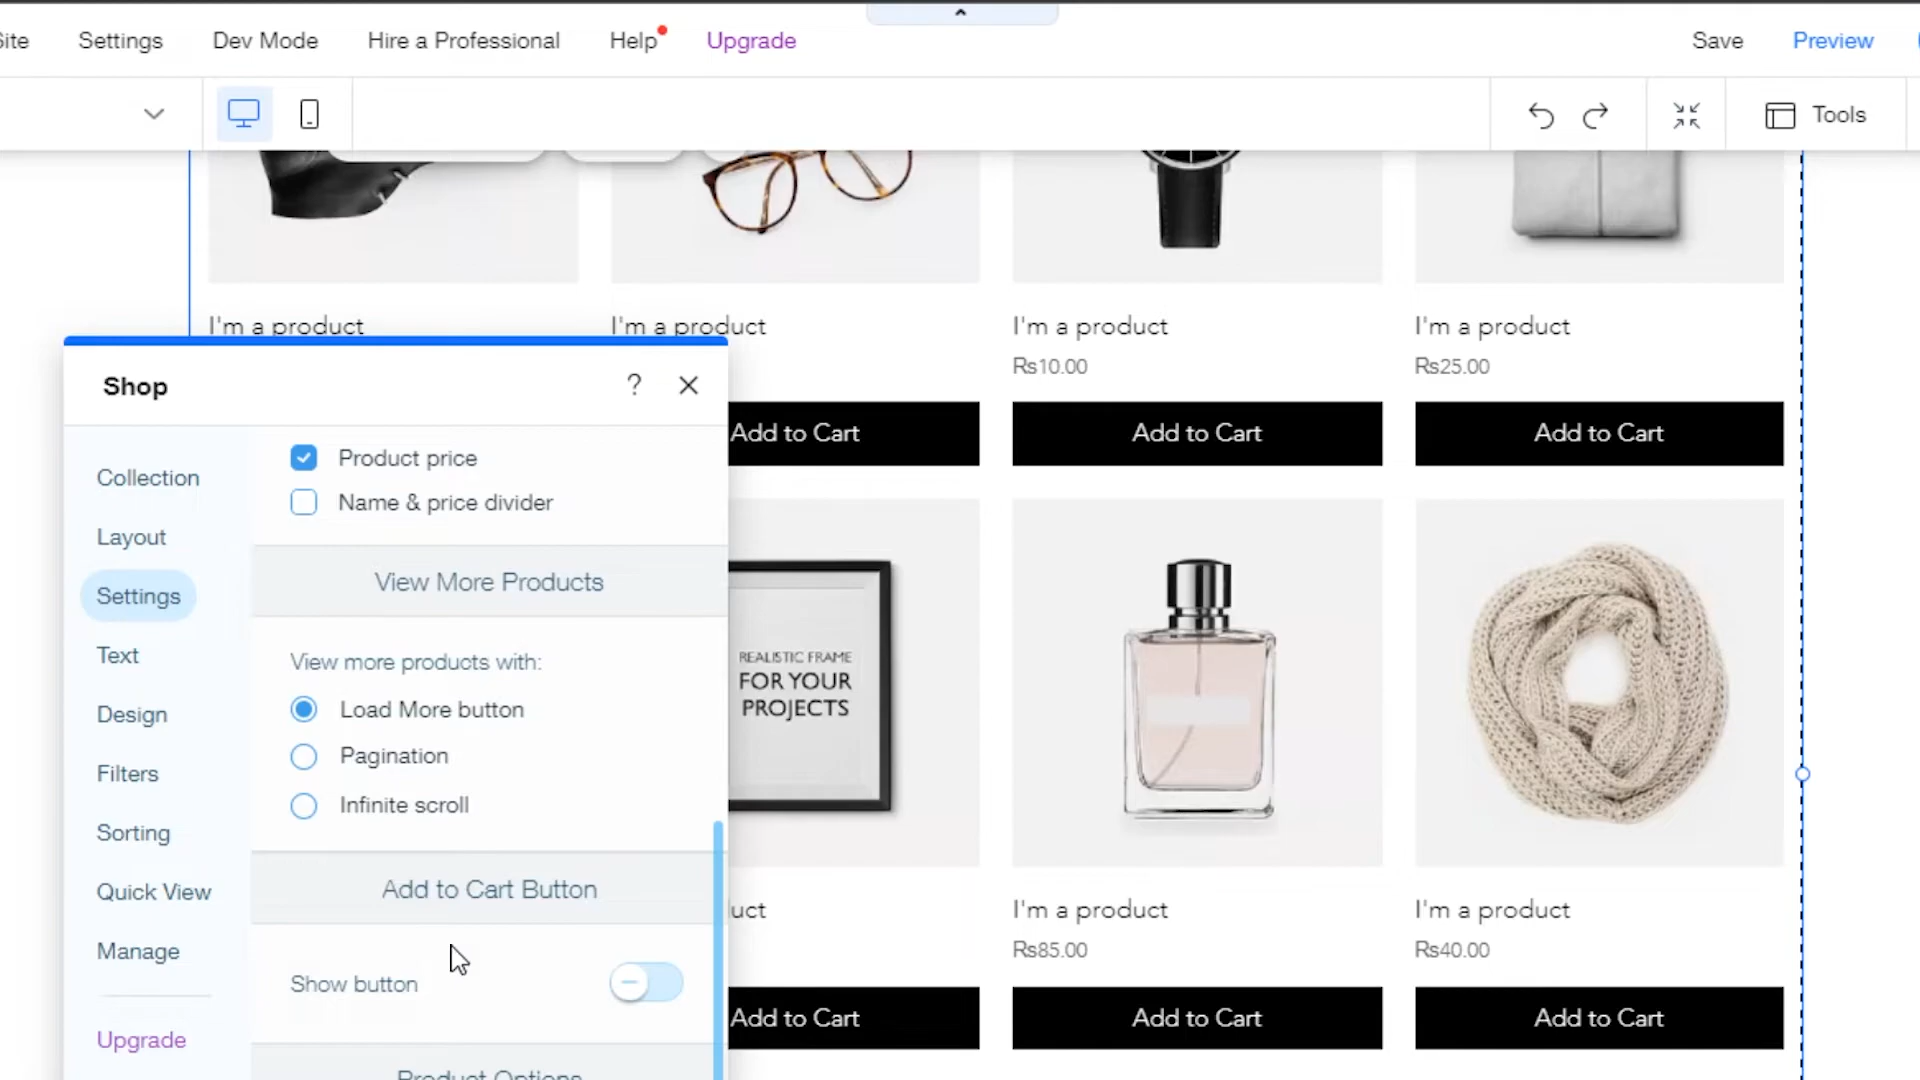 Site
Settings
Dev Mode
Hire a Professional
Help
Upgrade
Save
Preview
Tools
I'm a product
I'm a product
I'm a product
I'm a product
Rs10.00
Rs25.00
Add to Cart
Add to Cart
Add to Cart
Shop
?
Collection
Layout
Settings
Text
Design
Filters
Sorting
Quick View
Manage
Upgrade
Product price
Name & price divider
View More Products
View more products with:
Load More button
Pagination
Infinite scroll
Add to Cart Button
Show button
Product Options
REALISTIC FRAME
FOR YOUR
PROJECTS
uct
I'm a product
I'm a product
Rs85.00
Rs40.00
Add to Cart
Add to Cart
Add to Cart